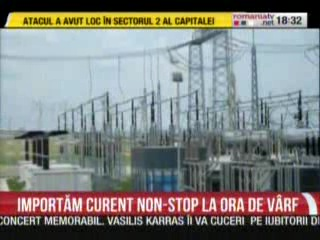 ATACUL A AVUT LOC ÎN SECTORUL 2 AL CAPITALEI
romaniatv
.net
18:32
IMPORTĂM CURENT NON-STOP LA ORA DE VÂRF
CONCERT MEMORABIL. VASILIS KARRAS ÎI VA CUCERI PE IUBITORII D